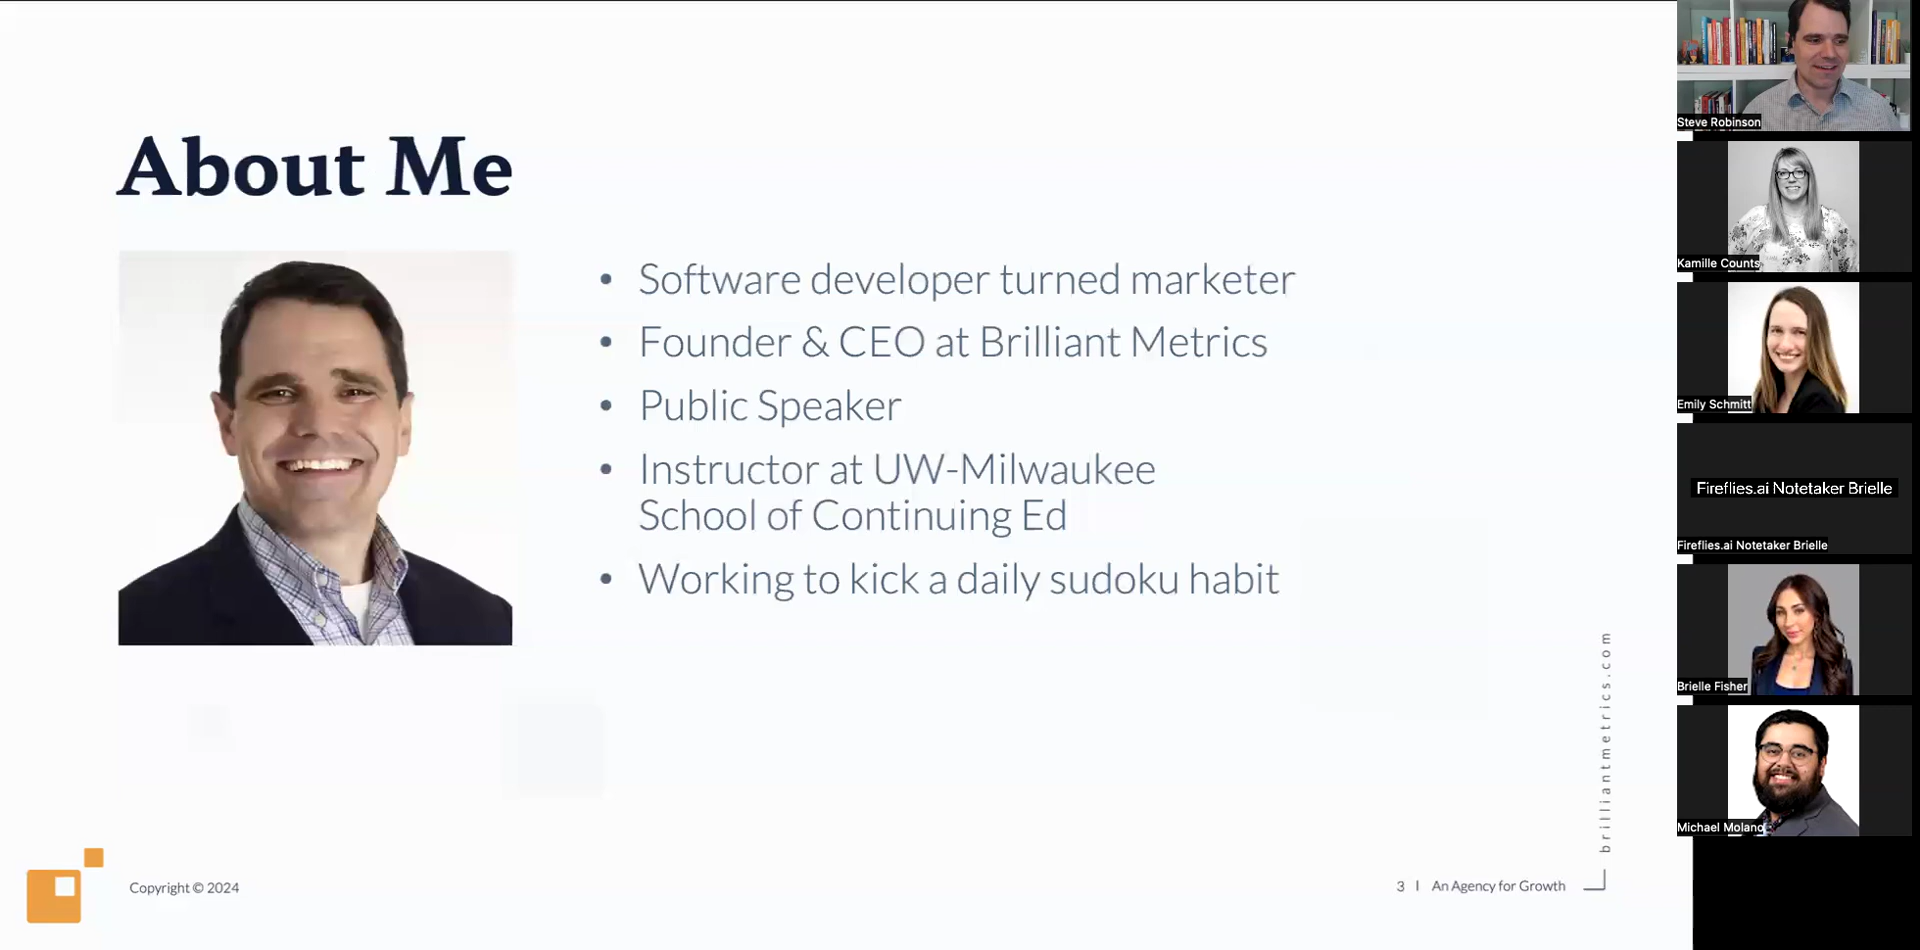 About Me
• Software developer turned marketer
• Founder & CEO at Brilliant Metrics
• Public Speaker
• Instructor at UW-Milwaukee
School of Continuing Ed
• Working to kick a daily sudoku habit
brilliantmetrics.com
Copyright © 2024
3 | An Agency for Growth
Steve Robinson
Kamille Counts
Emily Schmitt
Fireflies.ai Notetaker Brielle
Fireflies.ai Notetaker Brielle
Brielle Fisher
Michael Molano